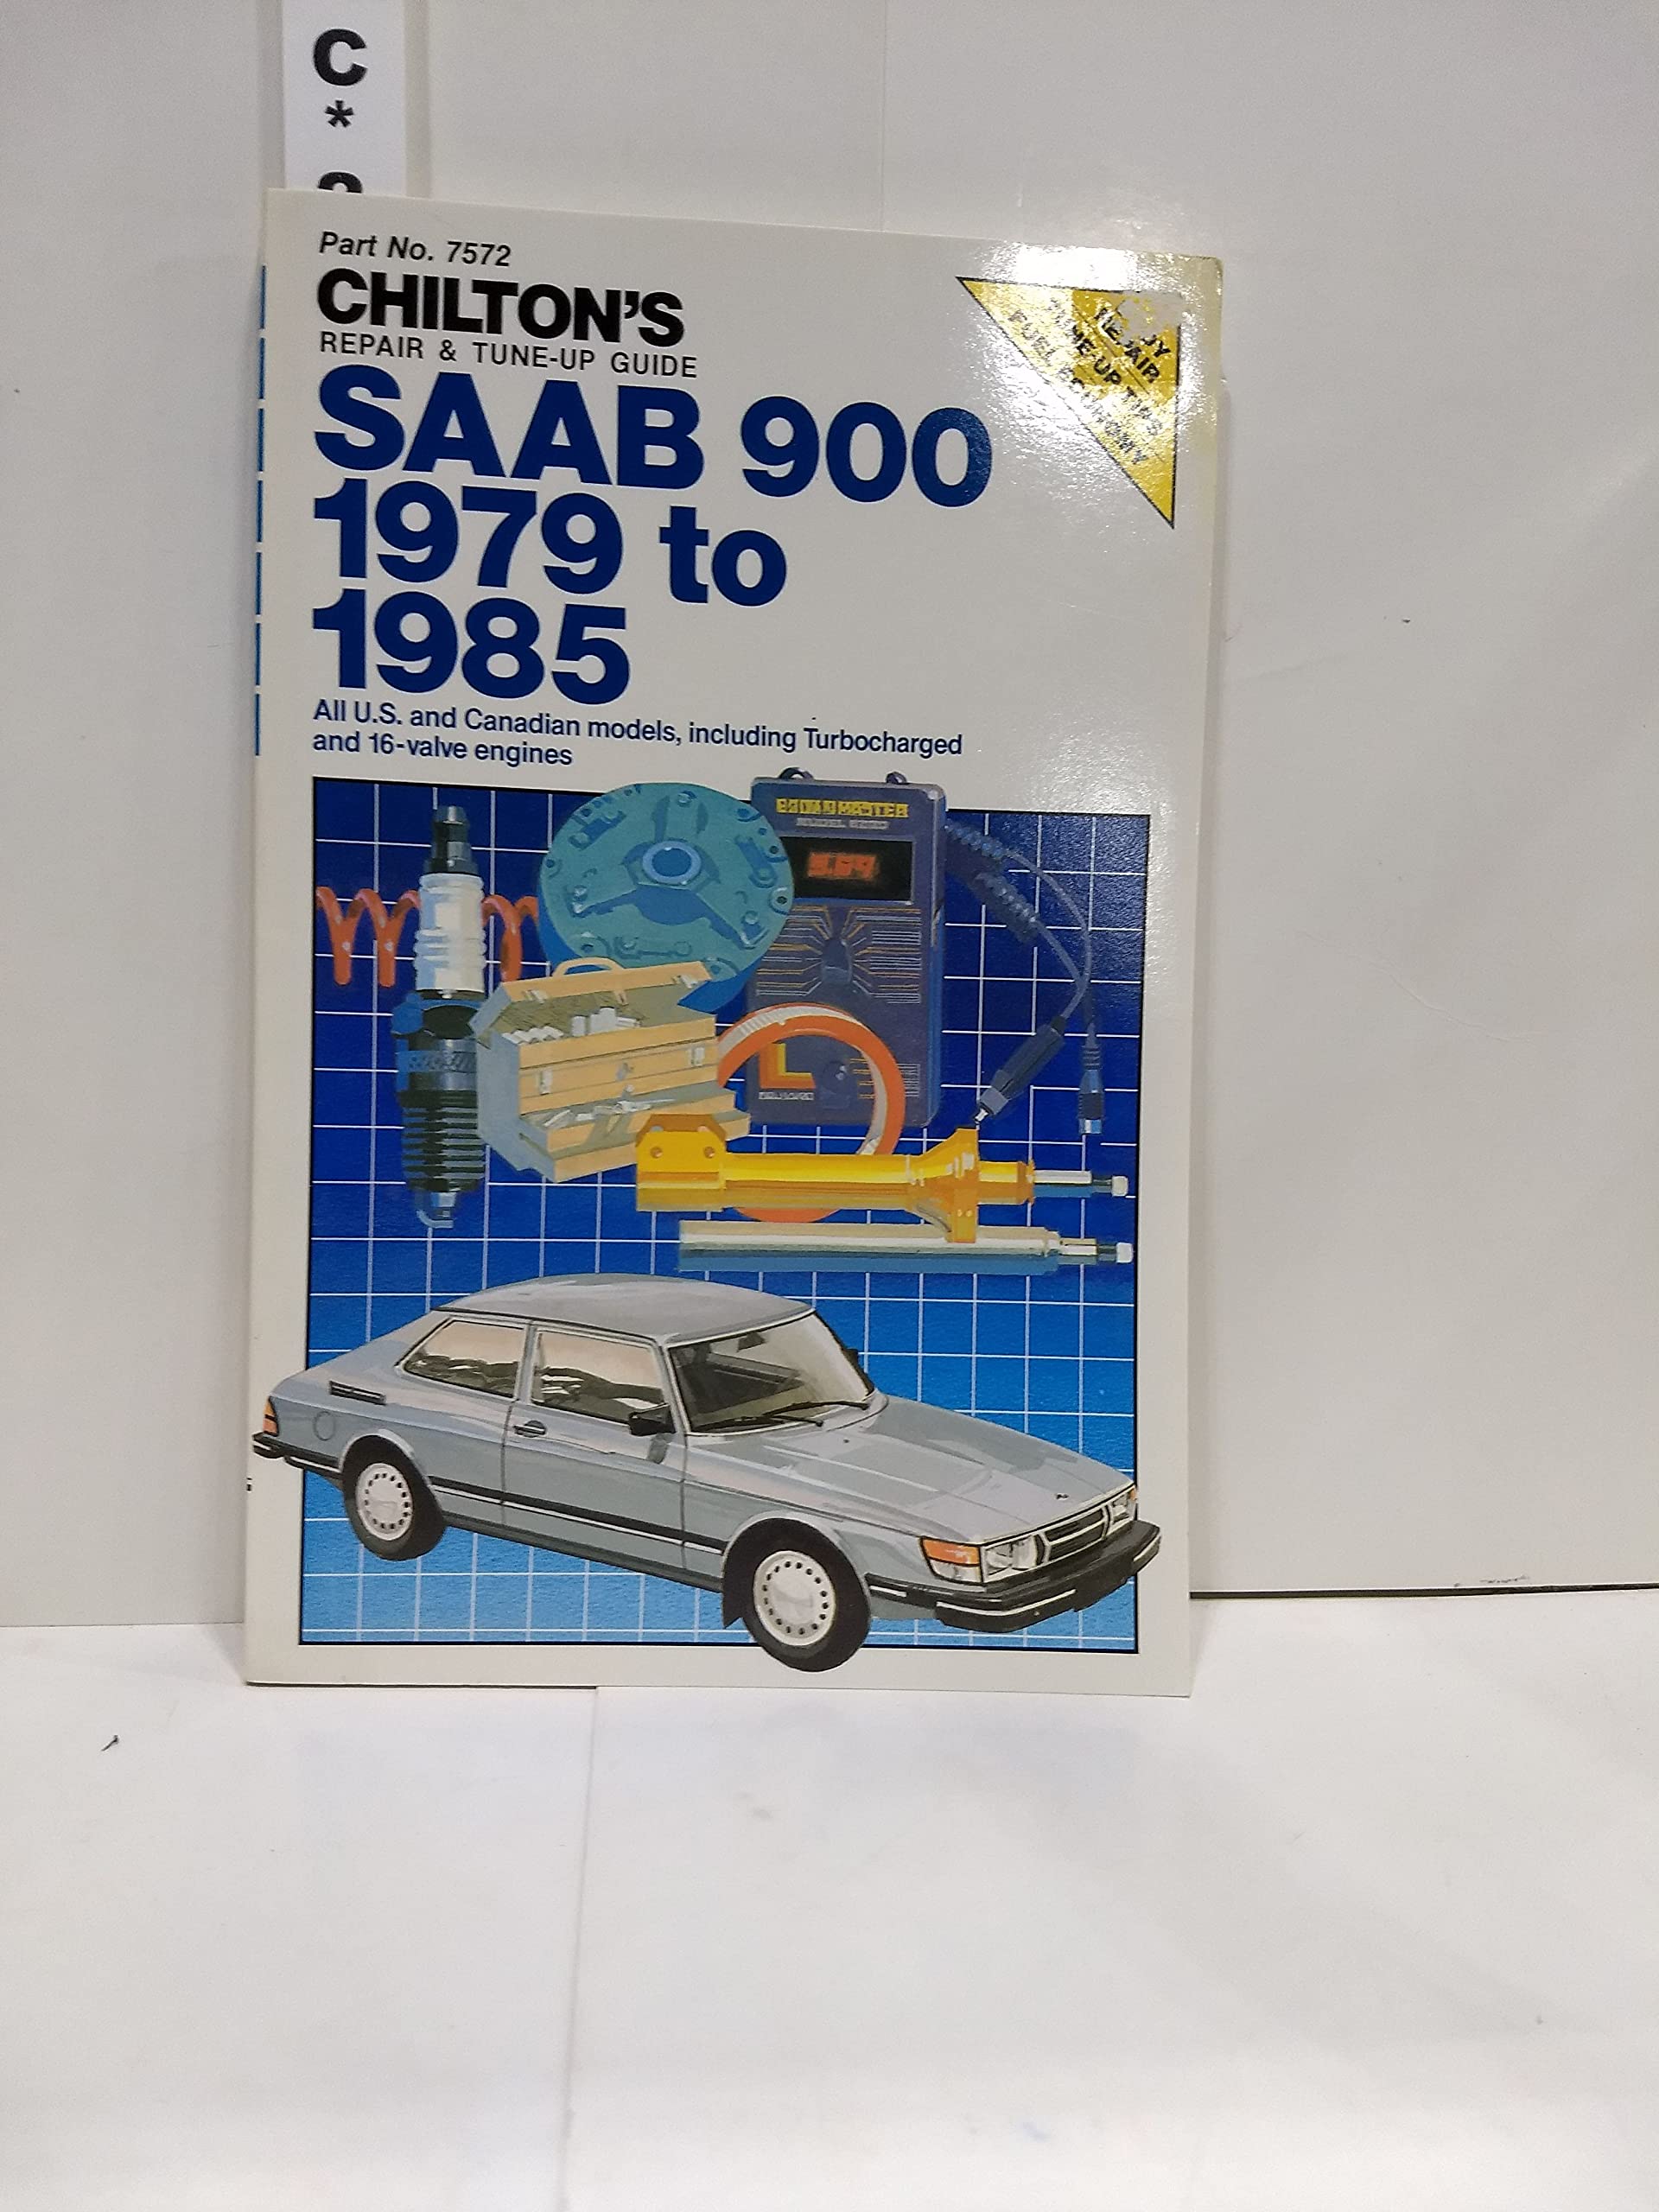 C
*
Part No. 7572
CHILTON'S
REPAIR & TUNE-UP GUIDE
SAAB 900
1979 to
1985
All U.S. and Canadian models, including Turbocharged
and 16-valve engines